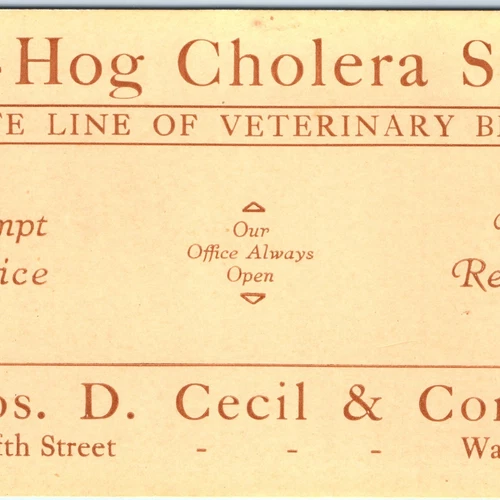 -Hog Cholera S
TE LINE OF VETERINARY B
Our
mpt Office Always
ice Open Re
os. D. Cecil & Co
fth Street - - - Wa